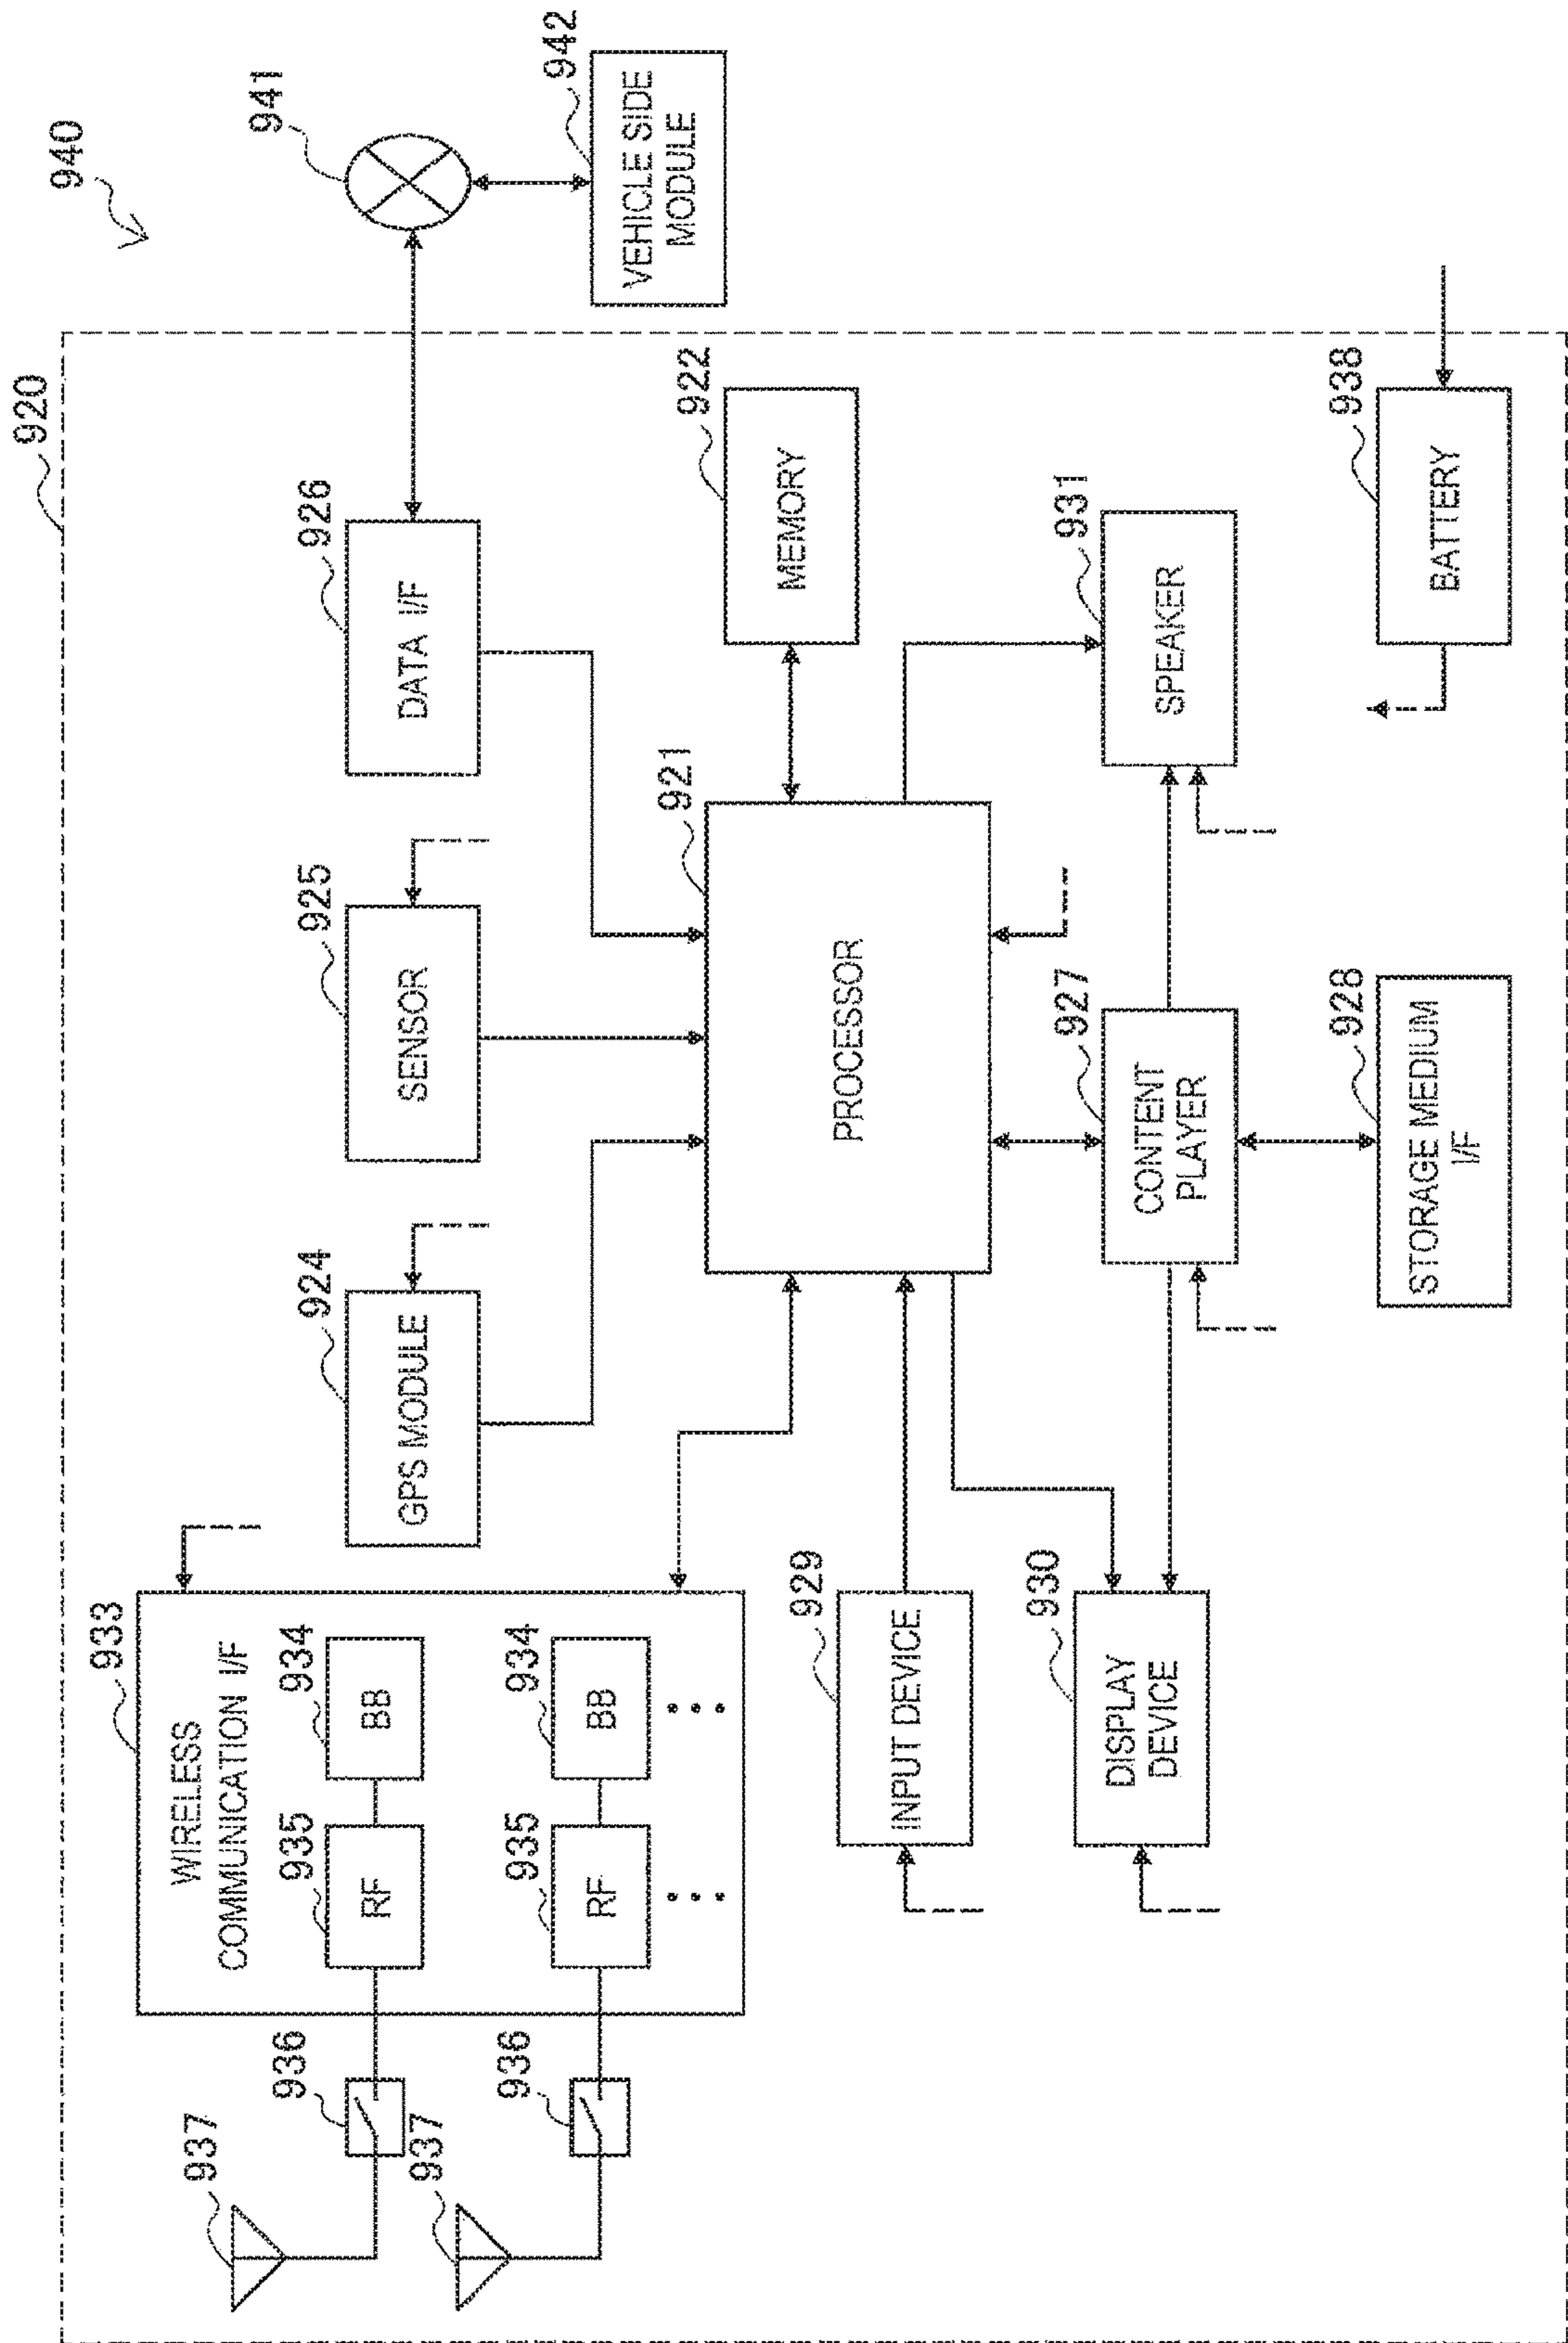 940
920
941
942
VEHICLE SIDE
MODULE
933
WIRELESS
COMMUNICATION I/F
937
936
935
RF
934
BB
937
936
935
RF
934
BB
924
GPS MODULE
925
SENSOR
926
DATA I/F
921
PROCESSOR
922
MEMORY
929
INPUT DEVICE
930
DISPLAY
DEVICE
927
CONTENT
PLAYER
931
SPEAKER
928
STORAGE MEDIUM
I/F
938
BATTERY